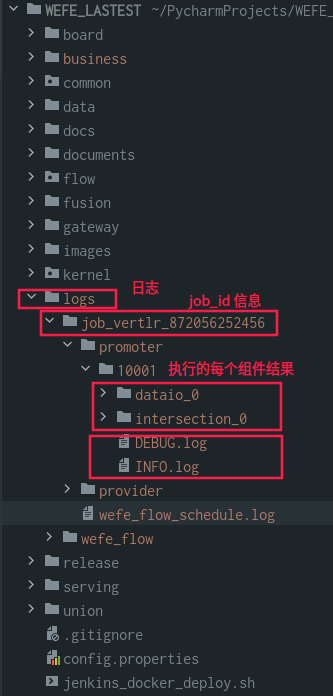 WEFE_LASTEST ~/PycharmProjects/WEFE_
board
business
common
data
docs
documents
flow
fusion
gateway
images
kernel
日志
logs
job_id 信息
job_vertlr_872056252456
promoter
10001 执行的每个组件结果
dataio_0
intersection_0
DEBUG.log
INFO.log
provider
wefe_flow_schedule.log
wefe_flow
release
serving
union
.gitignore
config.properties
jenkins_docker_deploy.sh